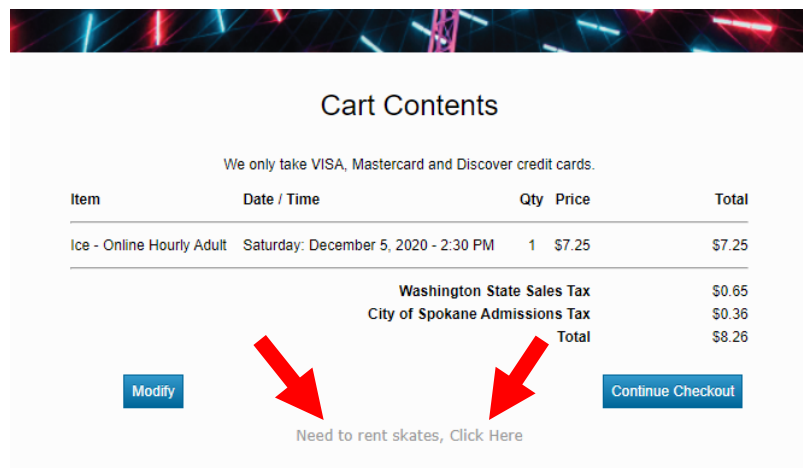 Cart Contents
We only take VISA, Mastercard and Discover credit cards.
Item Date / Time Qty Price Total
Ice - Online Hourly Adult Saturday: December 5, 2020 - 2:30 PM 1 $7.25 $7.25
Washington State Sales Tax $0.65
City of Spokane Admissions Tax $0.36
Total $8.26
Modify Continue Checkout
Need to rent skates, Click Here